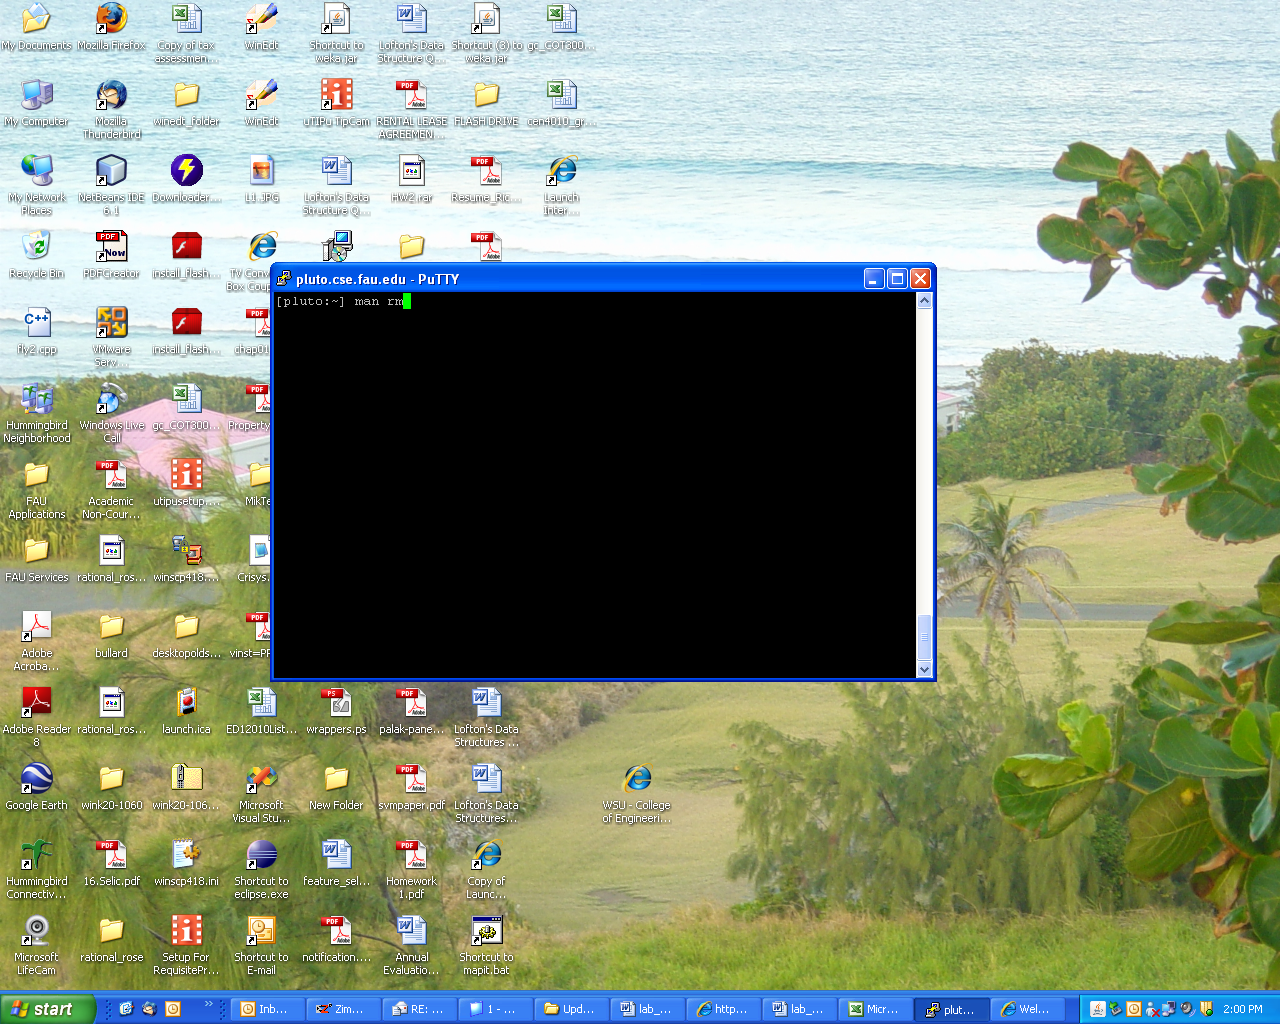 My Documents
Mozilla Firefox
Copy of tax
assessmen...
WinEdt
Shortcut to
weka.jar
Lofton's Data
Structure Q...
Shortcut (3) to
weka.jar
gc_COT300...
My Computer
Mozilla
Thunderbird
winedt_folder
WinEdt
uTIPu TipCam
RENTAL LEASE
AGREEMEN...
FLASH DRIVE
cen4010_gr...
My Network
Places
NetBeans IDE
6.1
Downloader...
L1.JPG
Lofton's Data
Structure Q...
HW2.rar
Resume_Ric...
Launch
Inter...
Recycle Bin
PDFCreator
install_flash...
TV Conv
Box Coup
pluto.cse.fau.edu - PuTTY
[pluto:~] man rm
fly2.cpp
VMware
Serv...
install_flash...
chap01
Hummingbird
Neighborhood
Windows Live
Call
gc_COT300...
Property
FAU
Applications
Academic
Non-Cour...
utipusetup....
MikTe
FAU Services
rational_ros...
winscp418....
Crisys.
Adobe
Acroba...
bullard
desktopolds...
vinst=PF
Adobe Reader
8
rational_ros...
launch.ica
ED12010List...
wrappers.ps
palak-pane...
Lofton's Data
Structures ...
Google Earth
wink20-1060
wink20-106...
Microsoft
Visual Stu...
New Folder
svmpaper.pdf
Lofton's Data
Structures...
WSU - College
of Engineeri...
Hummingbird
Connectiv...
16.Selic.pdf
winscp418.ini
Shortcut to
eclipse.exe
feature_sel...
Homework
1.pdf
Copy of
Launc...
Microsoft
LifeCam
rational_rose
Setup For
RequisitePr...
Shortcut to
E-mail
notification....
Annual
Evaluatio...
Shortcut to
mapit.bat
start
Inb...
Zim...
RE: ...
1 - ...
Upd...
lab_...
http...
lab_...
Micr...
plut...
Wel...
2:00 PM